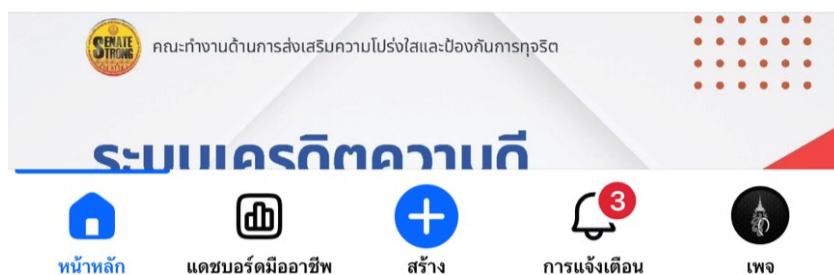 SENATE
STRONG
คณะทำงานด้านการส่งเสริมความโปร่งใสและป้องกันการทุจริต
ระบบเครดิตความดี
3
หน้าหลัก แดชบอร์ดมืออาชีพ สร้าง การแจ้งเตือน เพจ